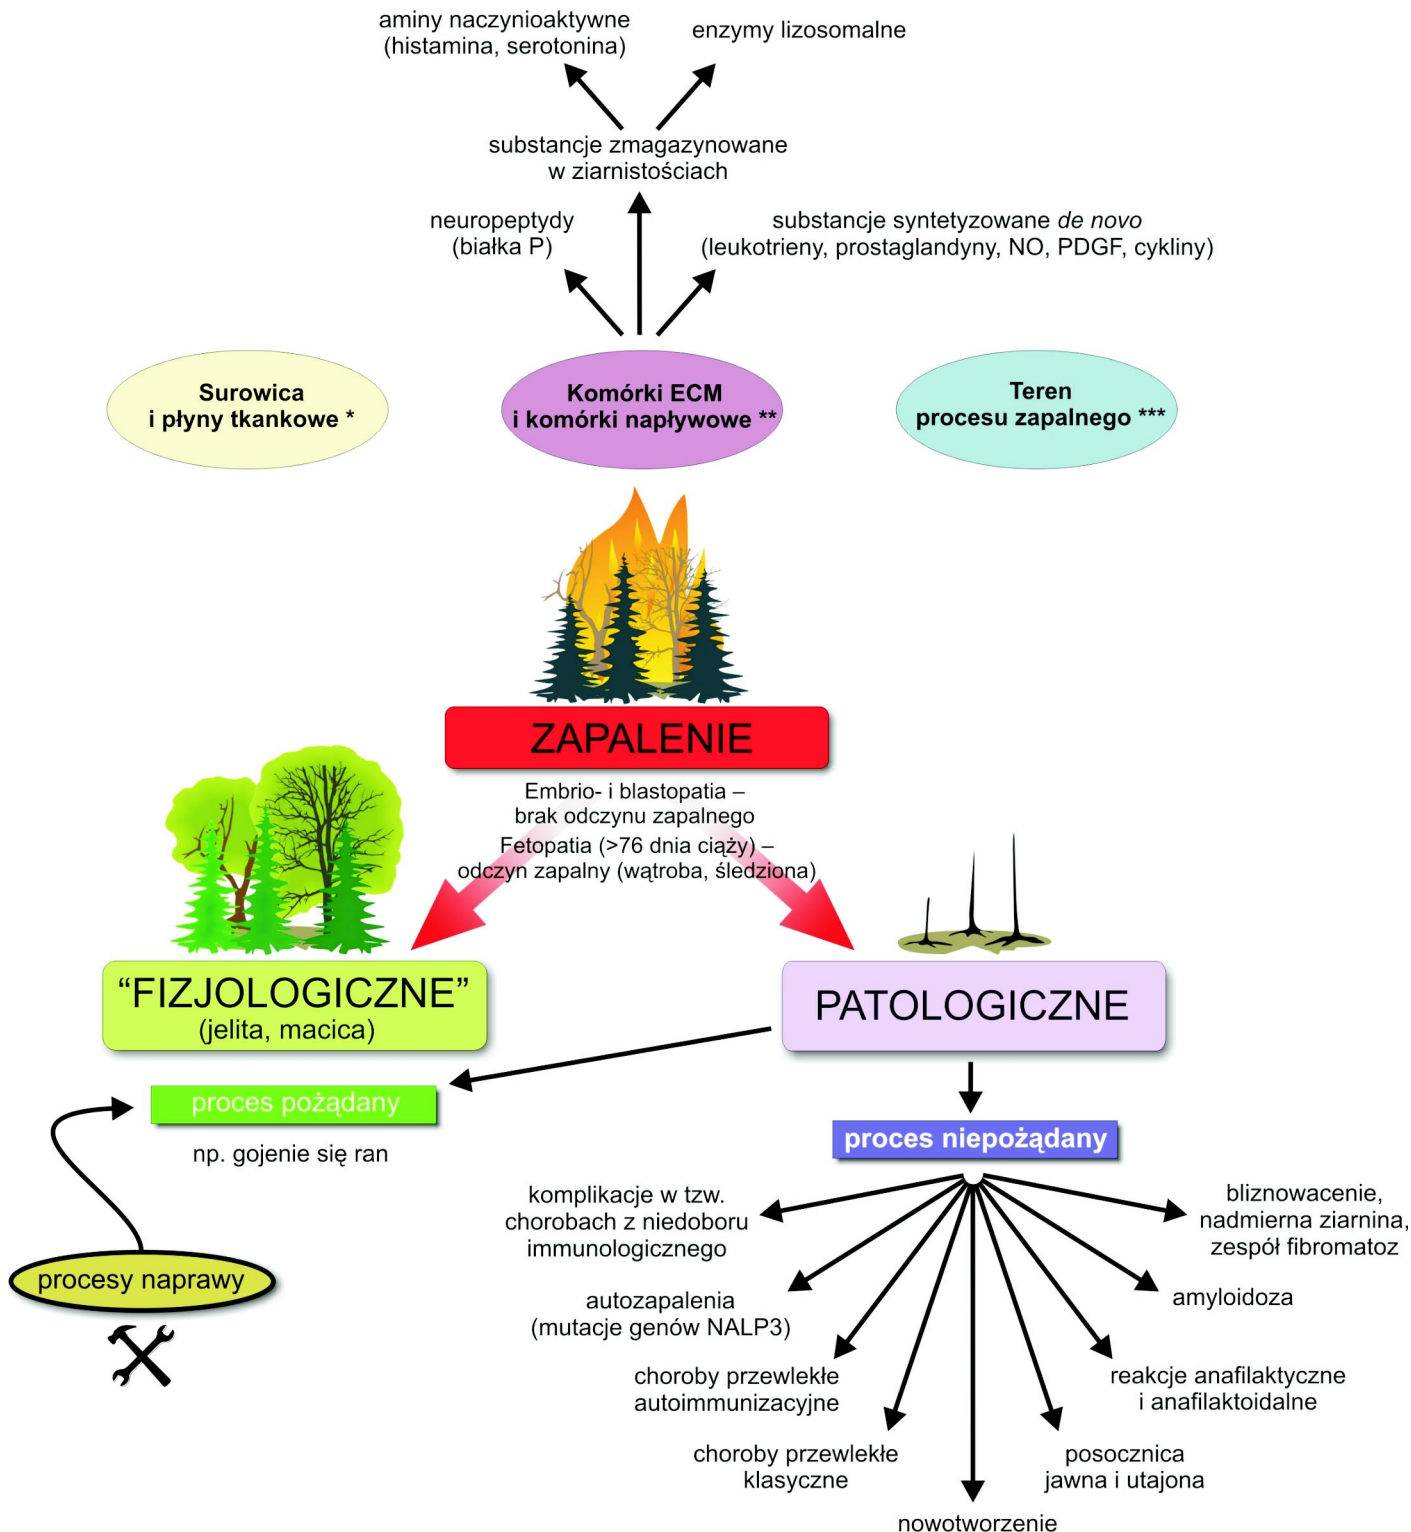 aminy naczynioaktywne
(histamina, serotonina)
enzymy lizosomalne
substancje zmagazynowane
w ziarnistościach
neuropeptydy
(białka P)
substancje syntetyzowane de novo
(leukotrieny, prostaglandyny, NO, PDGF, cykliny)
Surowica
i płyny tkankowe *
Komórki ECM
i komórki napływowe **
Teren
procesu zapalnego ***
ZAPALENIE
Embrio- i blastopatia –
brak odczynu zapalnego
Fetopatia (>76 dnia ciąży) –
odczyn zapalny (wątroba, śledziona)
“FIZJOLOGICZNE”
(jelita, macica)
PATOLOGICZNE
proces pożądany
np. gojenie się ran
procesy naprawy
proces niepożądany
komplikacje w tzw.
chorobach z niedoboru
immunologicznego
autozapalenia
(mutacje genów NALP3)
choroby przewlekłe
autoimmunizacyjne
choroby przewlekłe
klasyczne
nowotworzenie
posocznica
jawna i utajona
reakcje anafilaktyczne
i anafilaktoidalne
amyloidoza
bliznowacenie,
nadmierna ziarnina,
zespół fibromatoz